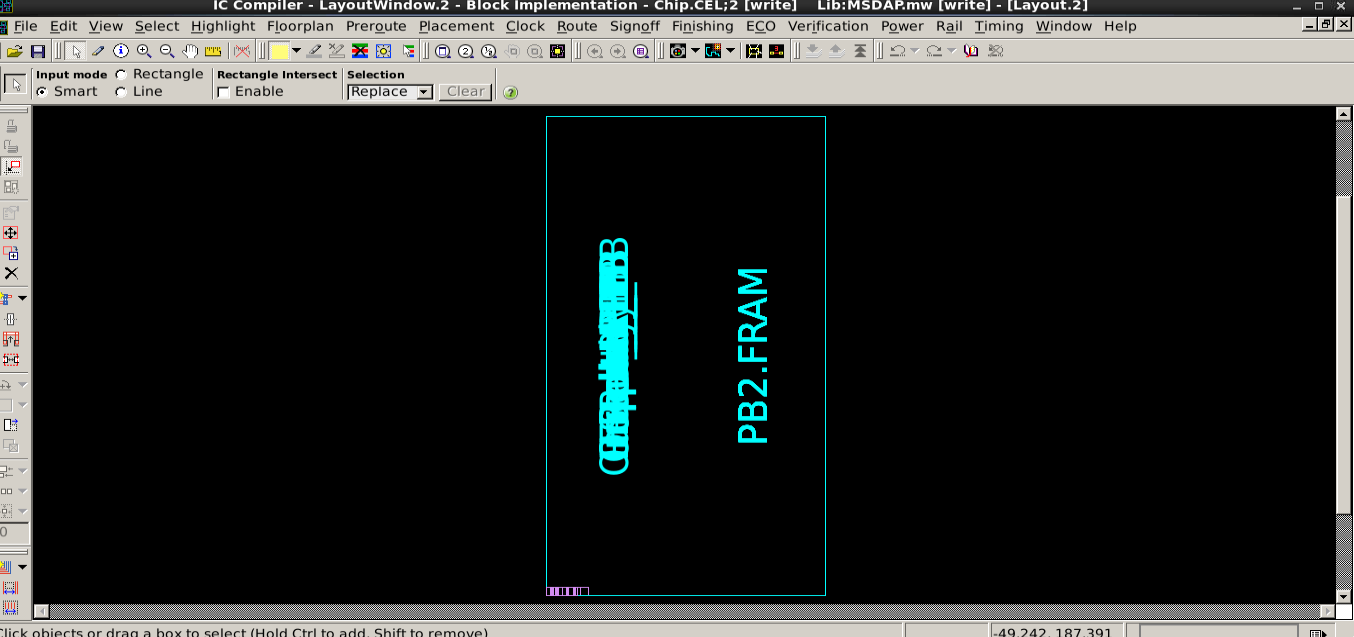 IC Compiler - LayoutWindow.2 - Block Implementation - Chip.CEL;2 [write]    Lib:MSDAP.mw [write] - [Layout.2]
File Edit View Select Highlight Floorplan Preroute Placement Clock Route Signoff Finishing ECO Verification Power Rail Timing Window Help
Input mode Rectangle Rectangle Intersect Selection
Smart Line Enable Replace Clear
PB2.FRAM
0
Click objects or drag a box to select (Hold Ctrl to add, Shift to remove)
-49.242, 187.391